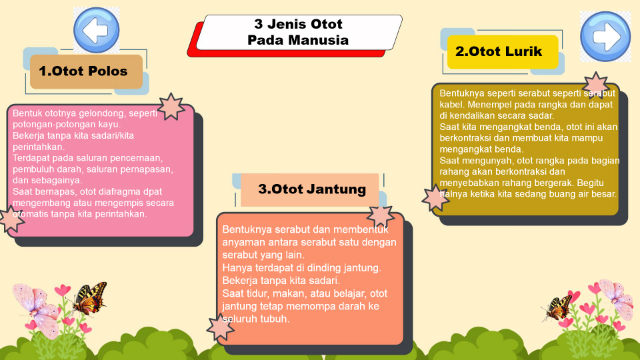 3 Jenis Otot
Pada Manusia
1.Otot Polos
Bentuk ototnya gelondong, seperti
potongan-potongan kayu.
Bekerja tanpa kita sadari/kita
perintahkan.
Terdapat pada saluran pencernaan,
pembuluh darah, saluran pernapasan,
dan sebagainya.
Saat bernapas, otot diafragma dpat
mengembang atau mengempis secara
otomatis tanpa kita perintahkan.
2.Otot Lurik
Bentuknya seperti serabut seperti serabut
kabel. Menempel pada rangka dan dapat
di kendalikan secara sadar.
Saat kita mengangkat benda, otot ini akan
berkontraksi dan membuat kita mampu
mengangkat benda.
Saat mengunyah, otot rangka pada bagian
rahang akan berkontraksi dan
menyebabkan rahang bergerak. Begitu
halnya ketika kita sedang buang air besar.
3.Otot Jantung
Bentuknya serabut dan membentuk
anyaman antara serabut satu dengan
serabut yang lain.
Hanya terdapat di dinding jantung.
Bekerja tanpa kita sadari.
Saat tidur, makan, atau belajar, otot
jantung tetap memompa darah ke
seluruh tubuh.